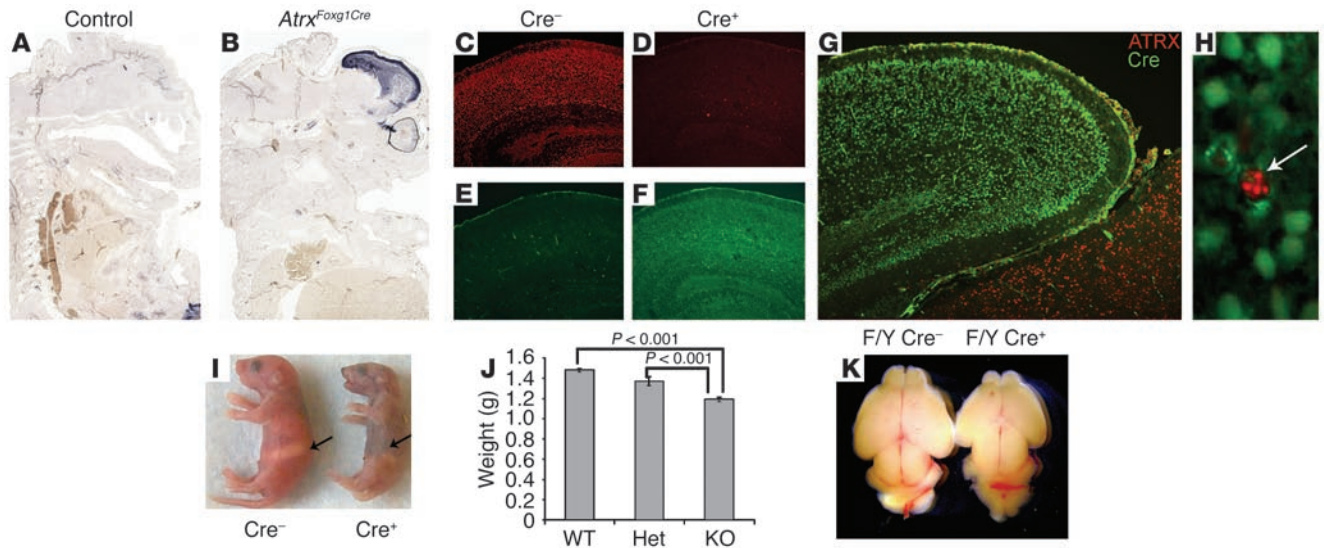 Control
Atrx^Foxg1Cre
Cre⁻
Cre⁺
A
B
C
D
E
F
G
ATRX
Cre
H
I
Cre⁻
Cre⁺
J
P < 0.001
P < 0.001
Weight (g)
1.6
1.4
1.2
1.0
0.8
0.6
0.4
0.2
0
WT
Het
KO
F/Y Cre⁻
F/Y Cre⁺
K